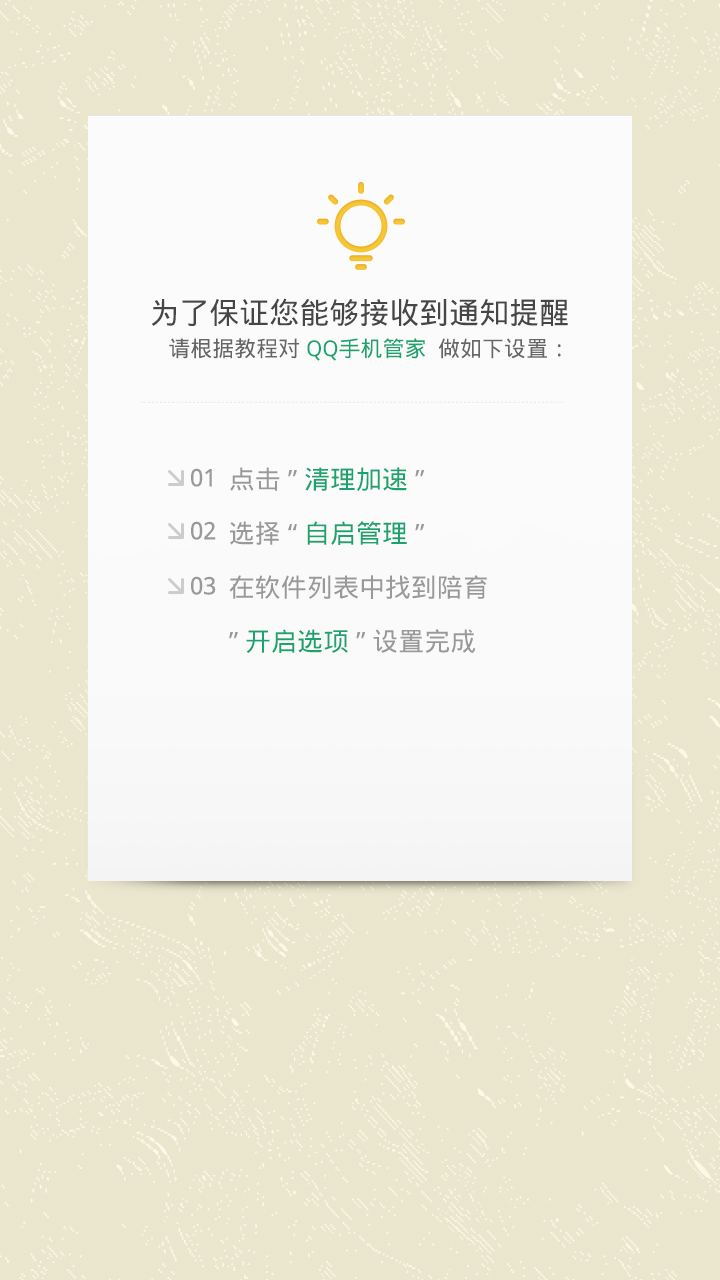 为了保证您能够接收到通知提醒
请根据教程对 QQ手机管家 做如下设置：
01 点击 ” 清理加速 ”
02 选择 “ 自启管理 ”
03 在软件列表中找到陪育
” 开启选项 ” 设置完成